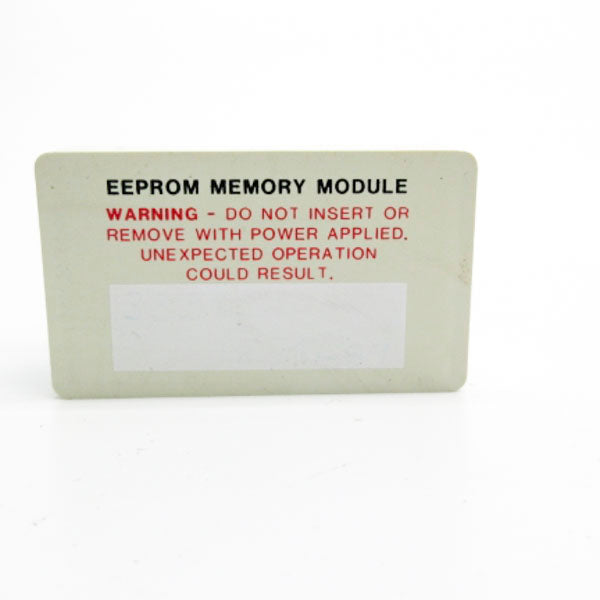 EEPROM MEMORY MODULE
WARNING - DO NOT INSERT OR
REMOVE WITH POWER APPLIED.
UNEXPECTED OPERATION
COULD RESULT.